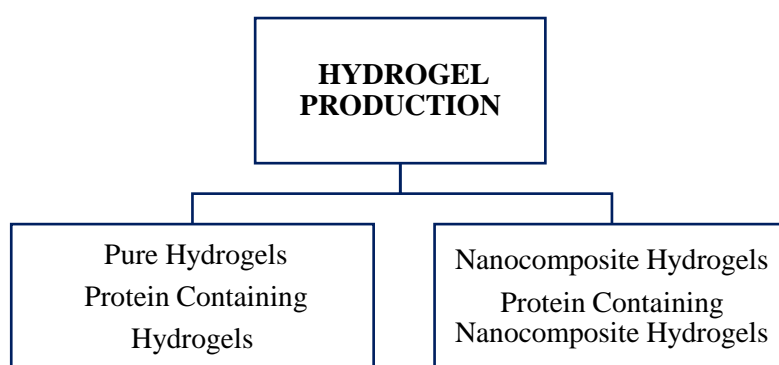 HYDROGEL
PRODUCTION
Pure Hydrogels
Protein Containing
Hydrogels
Nanocomposite Hydrogels
Protein Containing
Nanocomposite Hydrogels